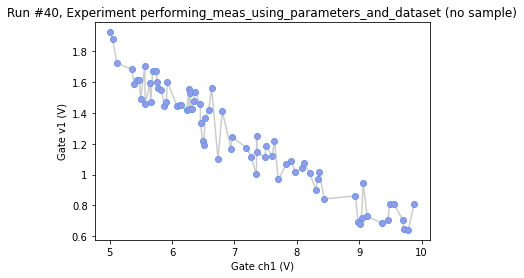 Run #40, Experiment performing_meas_using_parameters_and_dataset (no sample)
1.8
1.6
1.4
1.2
1
0.8
0.6
Gate v1 (V)
5 6 7 8 9 10
Gate ch1 (V)